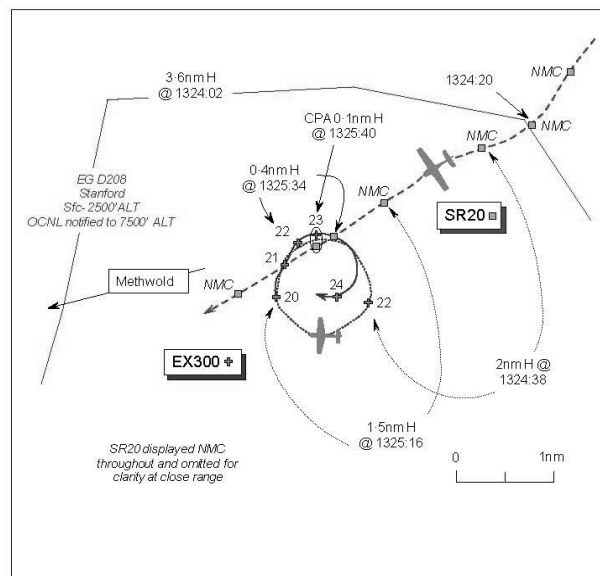 3·6nm H
@ 1324:02
NMC
1324:20
NMC
CPA 0·1nm H
@ 1325:40
NMC
0·4nm H
@ 1325:34
NMC
EG D208
Stanford
Sfc- 2500'ALT
OCNL notified to 7500' ALT
SR20
23
22
21
Methwold
NMC
20
24
22
EX300
2nm H @
1324:38
1·5nm H
@ 1325:16
SR20 displayed NMC
throughout and omitted for
clarity at close range
0
1nm